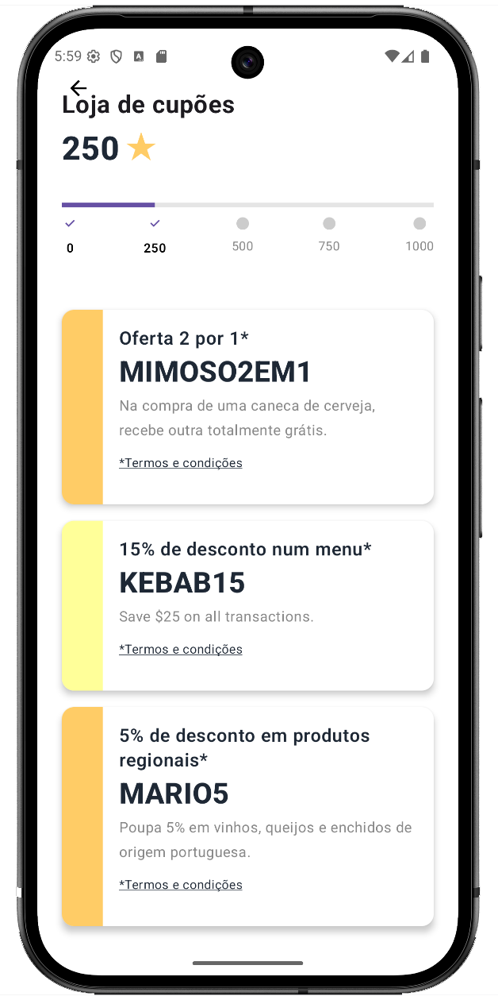 5:59
Loja de cupões
250
0 250 500 750 1000
Oferta 2 por 1*
MIMOSO2EM1
Na compra de uma caneca de cerveja,
recebe outra totalmente grátis.
*Termos e condições
15% de desconto num menu*
KEBAB15
Save $25 on all transactions.
*Termos e condições
5% de desconto em produtos
regionais*
MARIO5
Poupa 5% em vinhos, queijos e enchidos de
origem portuguesa.
*Termos e condições